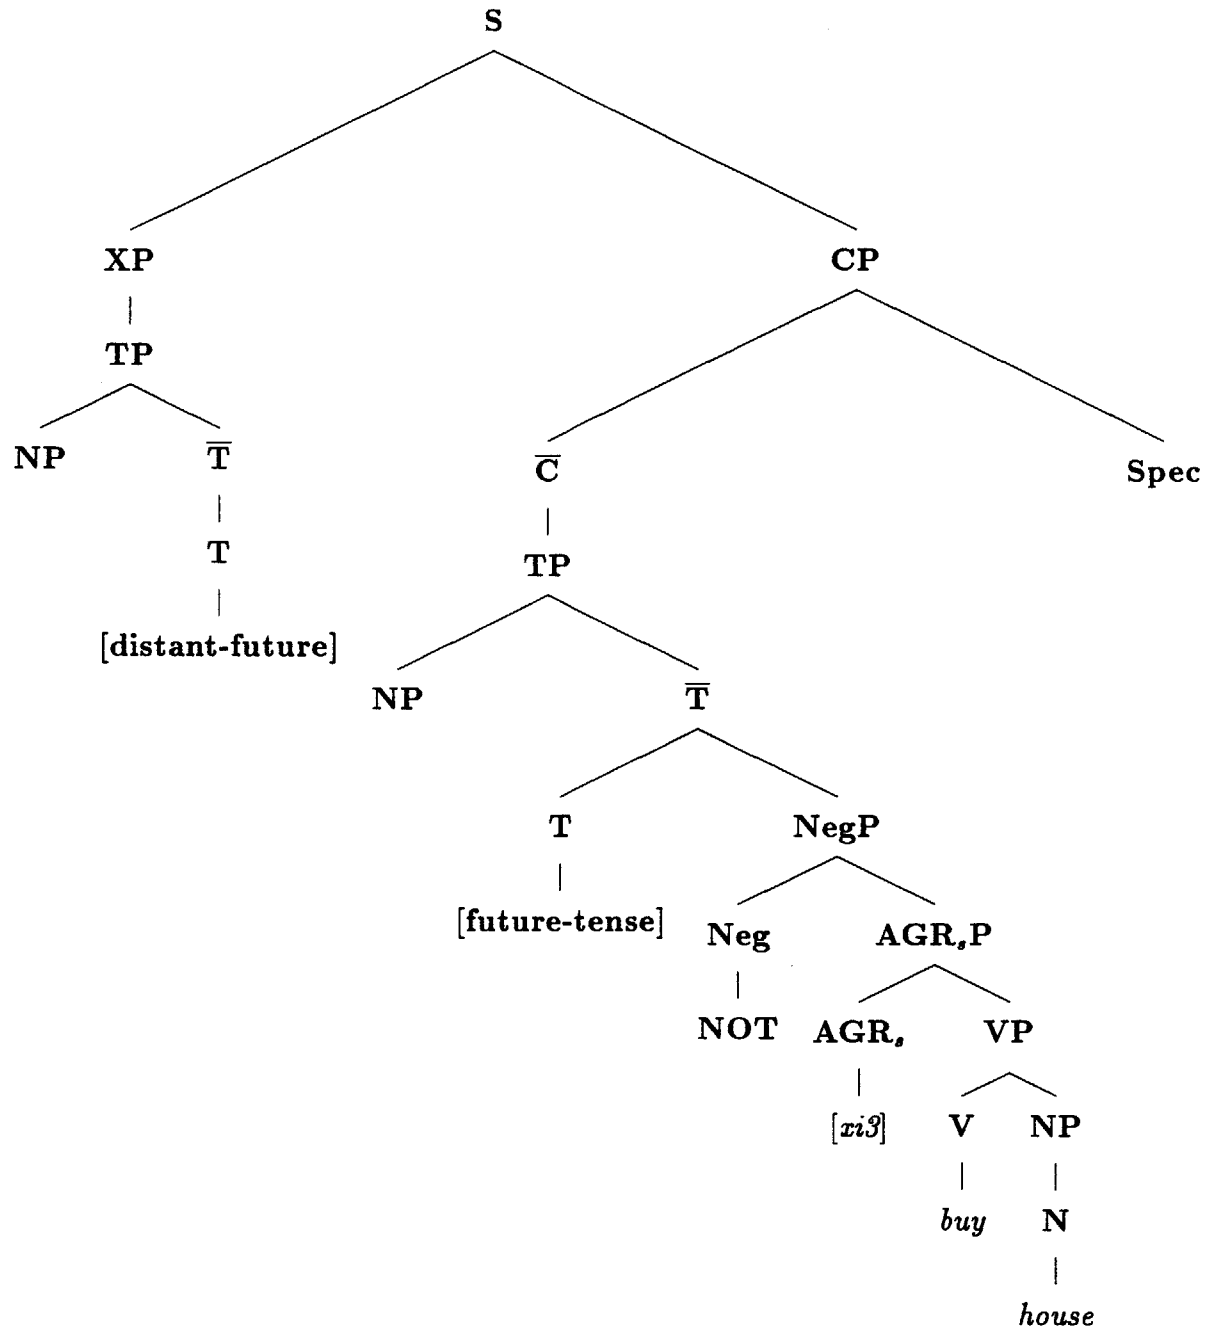 S
XP CP
TP
NP T̅ C̅ Spec
T TP
[distant-future]
NP T̅
T NegP
[future-tense] Neg AGRₛP
NOT AGRₛ VP
[xi3] V NP
buy N
house